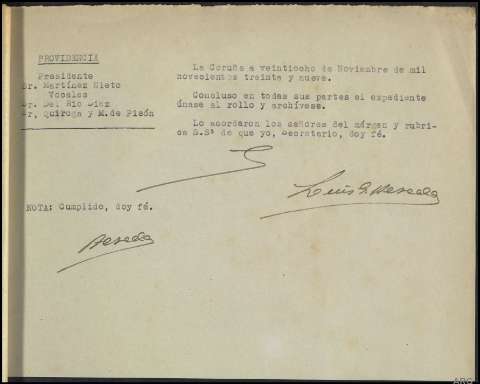 PROVIDENCIA
Presidente
Sr. Martínez Nieto
Vocales
Sr. Del Rio Diaz
Sr, Quiroga y M.de Pisón
La Coruña a veintiocho de Noviembre de mil
novecientos treinta y nueve.
Concluso en todas sus partes el expediente
únase al rollo y archívese.
Lo acordaron los señores del márgen y rubri-
ca S.Sª de que yo, Secretario, doy fé.
Luis
NOTA: Cumplido, doy fé.